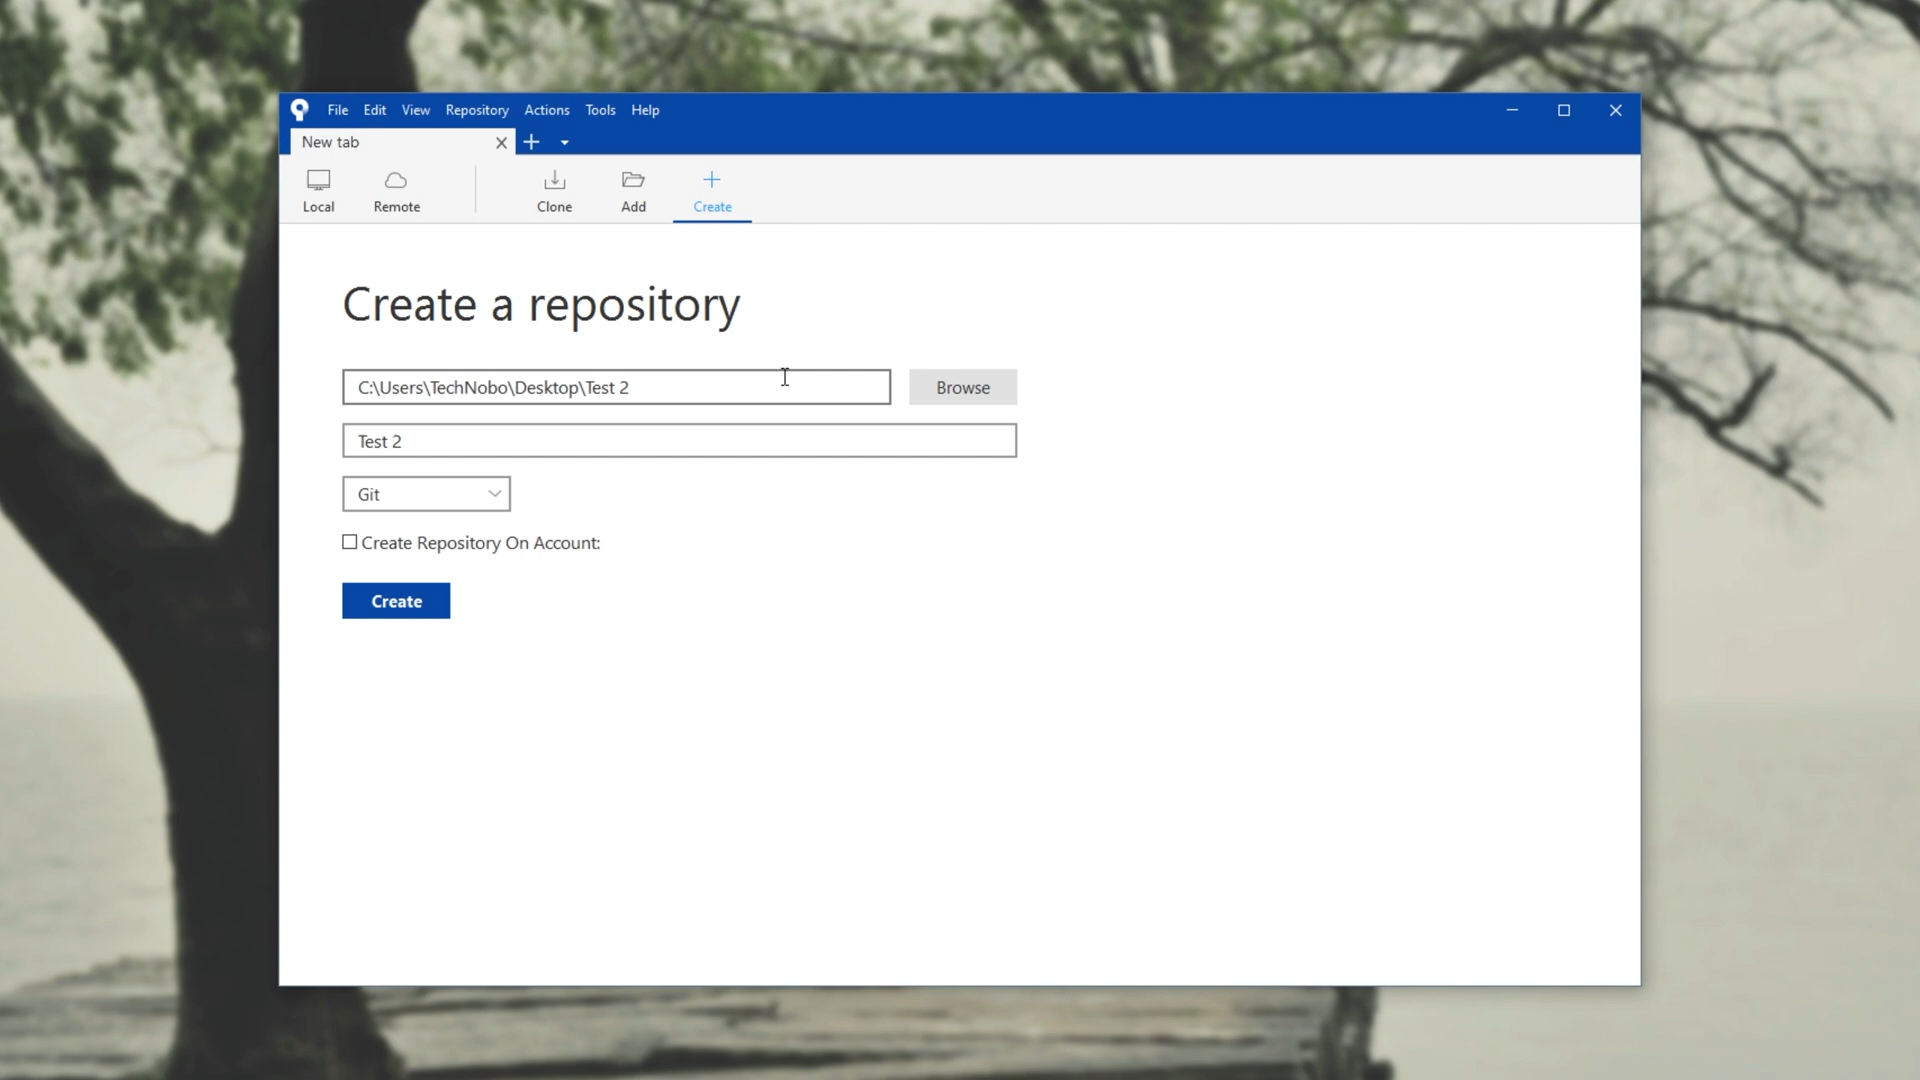 File Edit View Repository Actions Tools Help
New tab
Local Remote Clone Add Create
Create a repository
C:\Users\TechNobo\Desktop\Test 2 Browse
Test 2
Git
Create Repository On Account:
Create